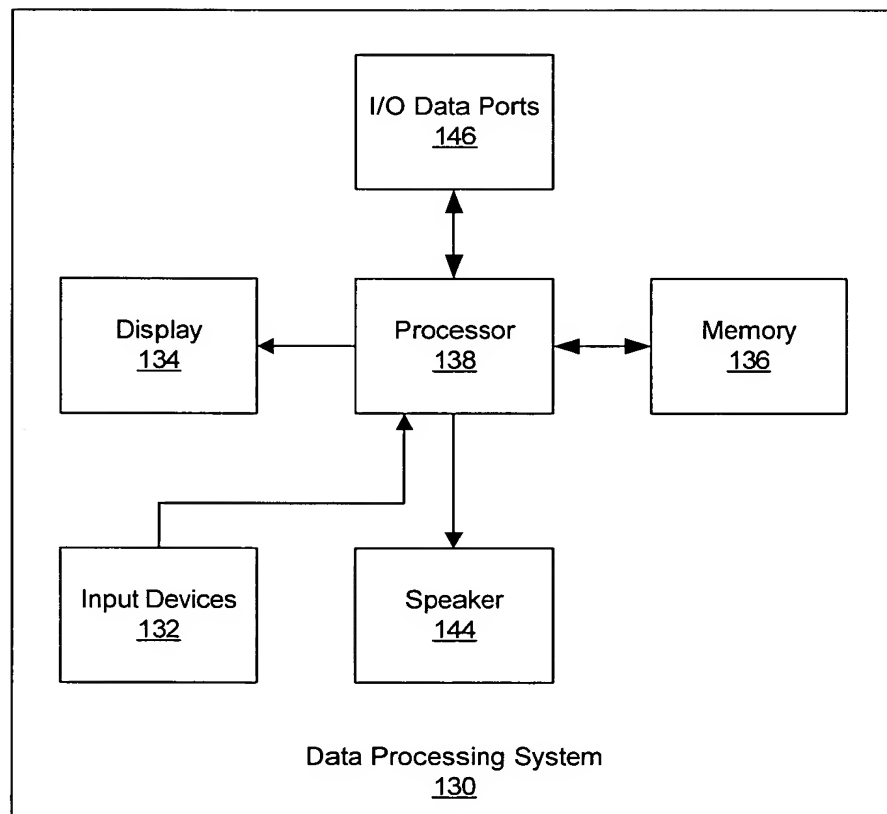 I/O Data Ports
146
Display
134
Processor
138
Memory
136
Input Devices
132
Speaker
144
Data Processing System
130